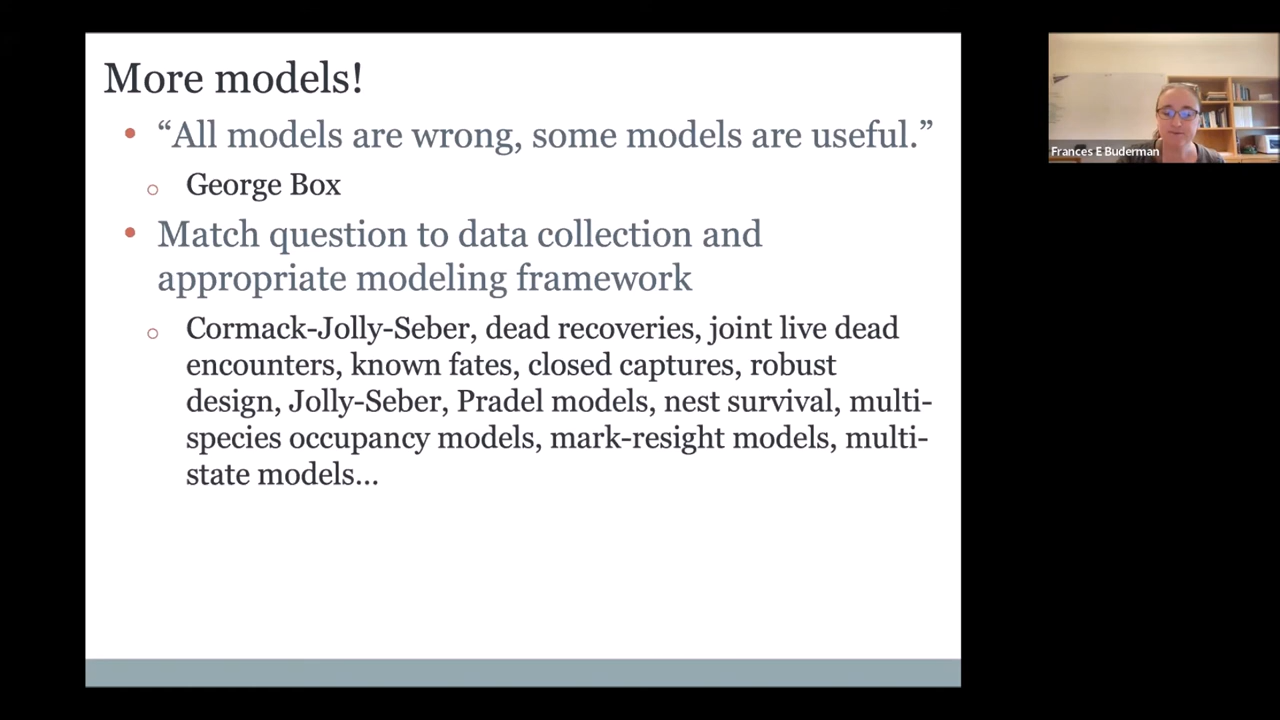 More models!
• “All models are wrong, some models are useful.”
○ George Box
• Match question to data collection and
appropriate modeling framework
○ Cormack-Jolly-Seber, dead recoveries, joint live dead
encounters, known fates, closed captures, robust
design, Jolly-Seber, Pradel models, nest survival, multi-
species occupancy models, mark-resight models, multi-
state models…
Frances E Buderman